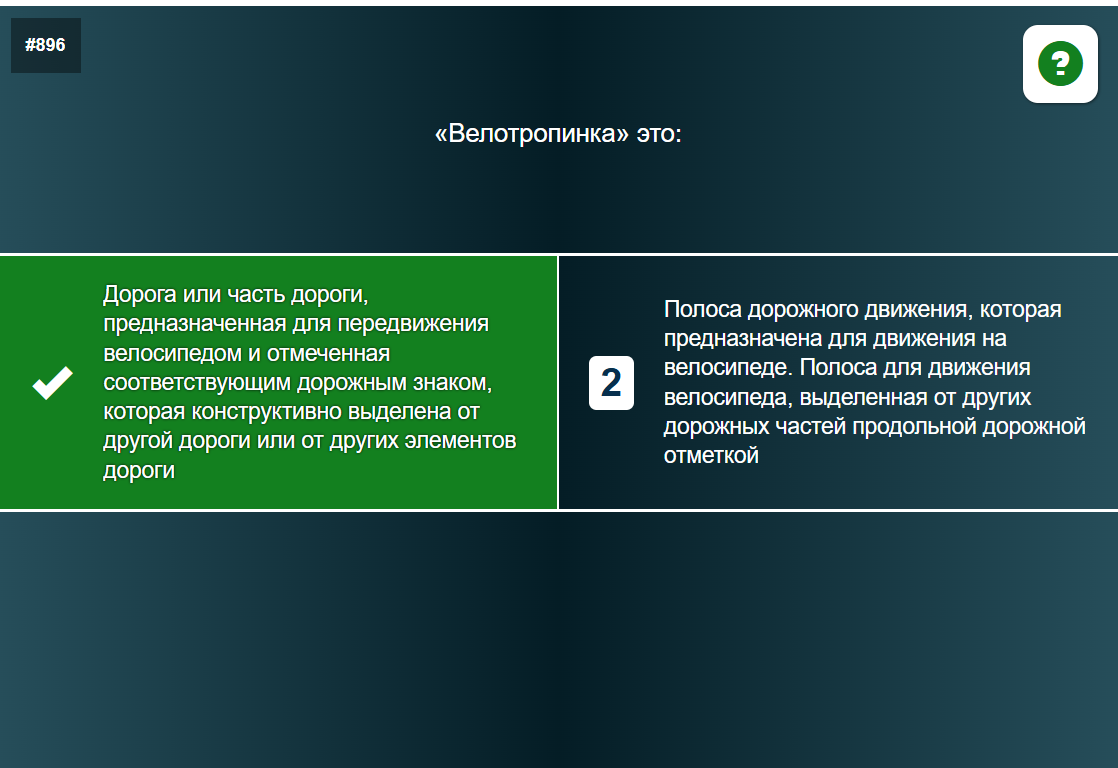 #896
?
«Велотропинка» это:
Дорога или часть дороги,
предназначенная для передвижения
велосипедом и отмеченная
соответствующим дорожным знаком,
которая конструктивно выделена от
другой дороги или от других элементов
дороги
2
Полоса дорожного движения, которая
предназначена для движения на
велосипеде. Полоса для движения
велосипеда, выделенная от других
дорожных частей продольной дорожной
отметкой